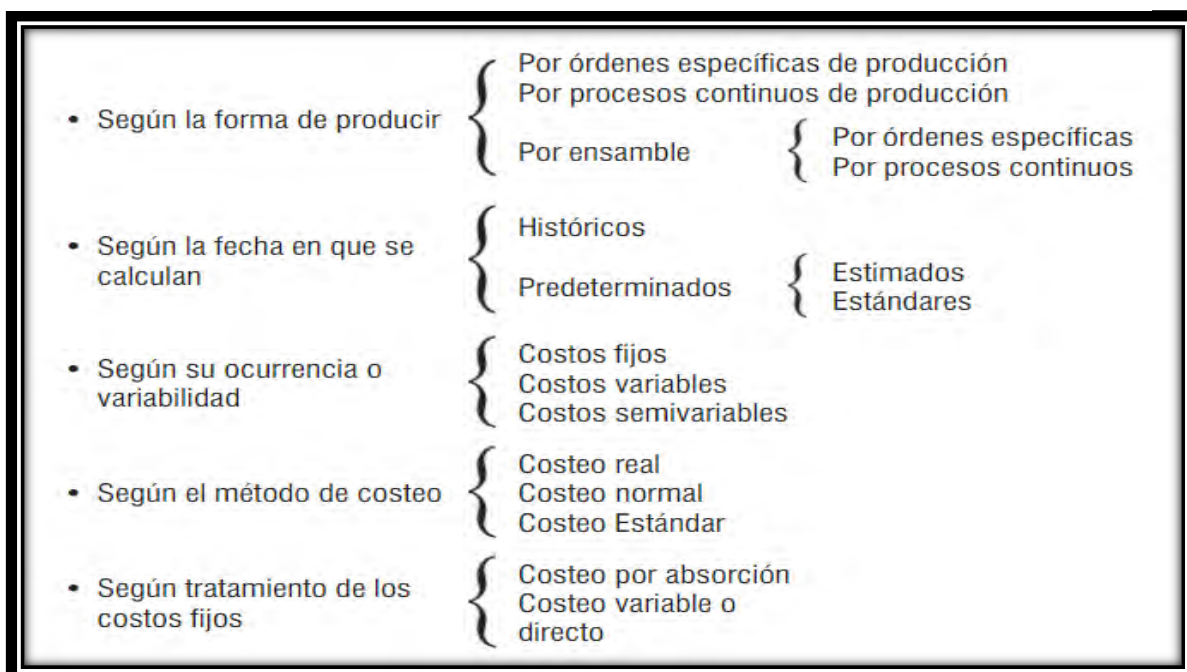 • Según la forma de producir
Por órdenes específicas de producción
Por procesos continuos de producción
Por ensamble
Por órdenes específicas
Por procesos continuos
• Según la fecha en que se
calculan
Históricos
Predeterminados
Estimados
Estándares
• Según su ocurrencia o
variabilidad
Costos fijos
Costos variables
Costos semivariables
• Según el método de costeo
Costeo real
Costeo normal
Costeo Estándar
• Según tratamiento de los
costos fijos
Costeo por absorción
Costeo variable o
directo